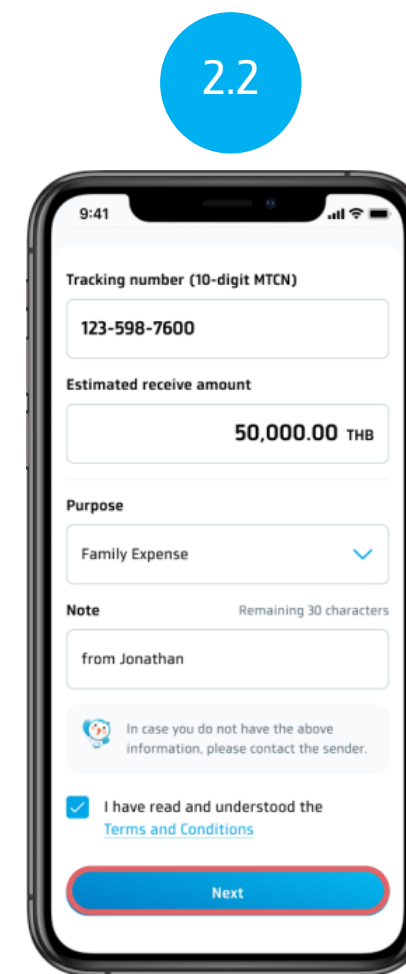 2.2
9:41
Tracking number (10-digit MTCN)
123-598-7600
Estimated receive amount
50,000.00 THB
Purpose
Family Expense
Note Remaining 30 characters
from Jonathan
In case you do not have the above
information, please contact the sender.
I have read and understood the
Terms and Conditions
Next